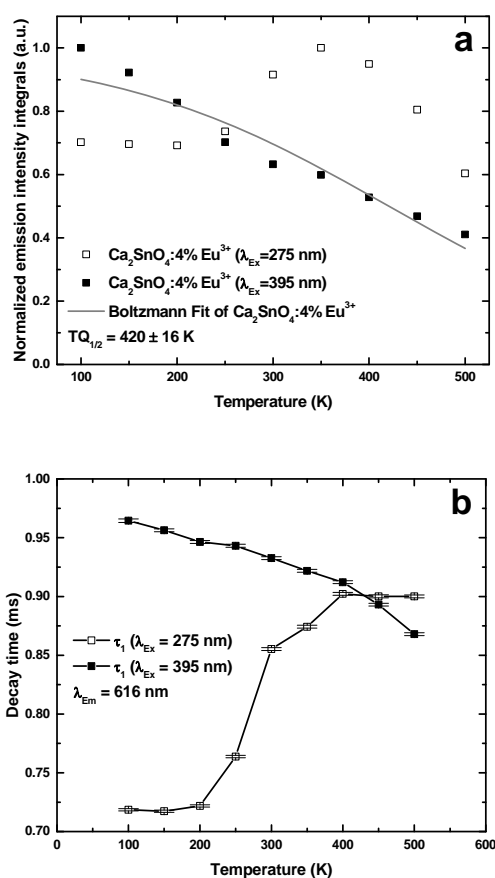 a
Normalized emission intensity integrals (a.u.)
1.0
0.8
0.6
0.4
0.2
0.0
Ca₂SnO₄:4% Eu³⁺ (λEx=275 nm)
Ca₂SnO₄:4% Eu³⁺ (λEx=395 nm)
Boltzmann Fit of Ca₂SnO₄:4% Eu³⁺
TQ₁/₂ = 420 ± 16 K
100 200 300 400 500
Temperature (K)
b
Decay time (ms)
1.00
0.95
0.90
0.85
0.80
0.75
0.70
τ₁ (λEx = 275 nm)
τ₁ (λEx = 395 nm)
λEm = 616 nm
0 100 200 300 400 500 600
Temperature (K)